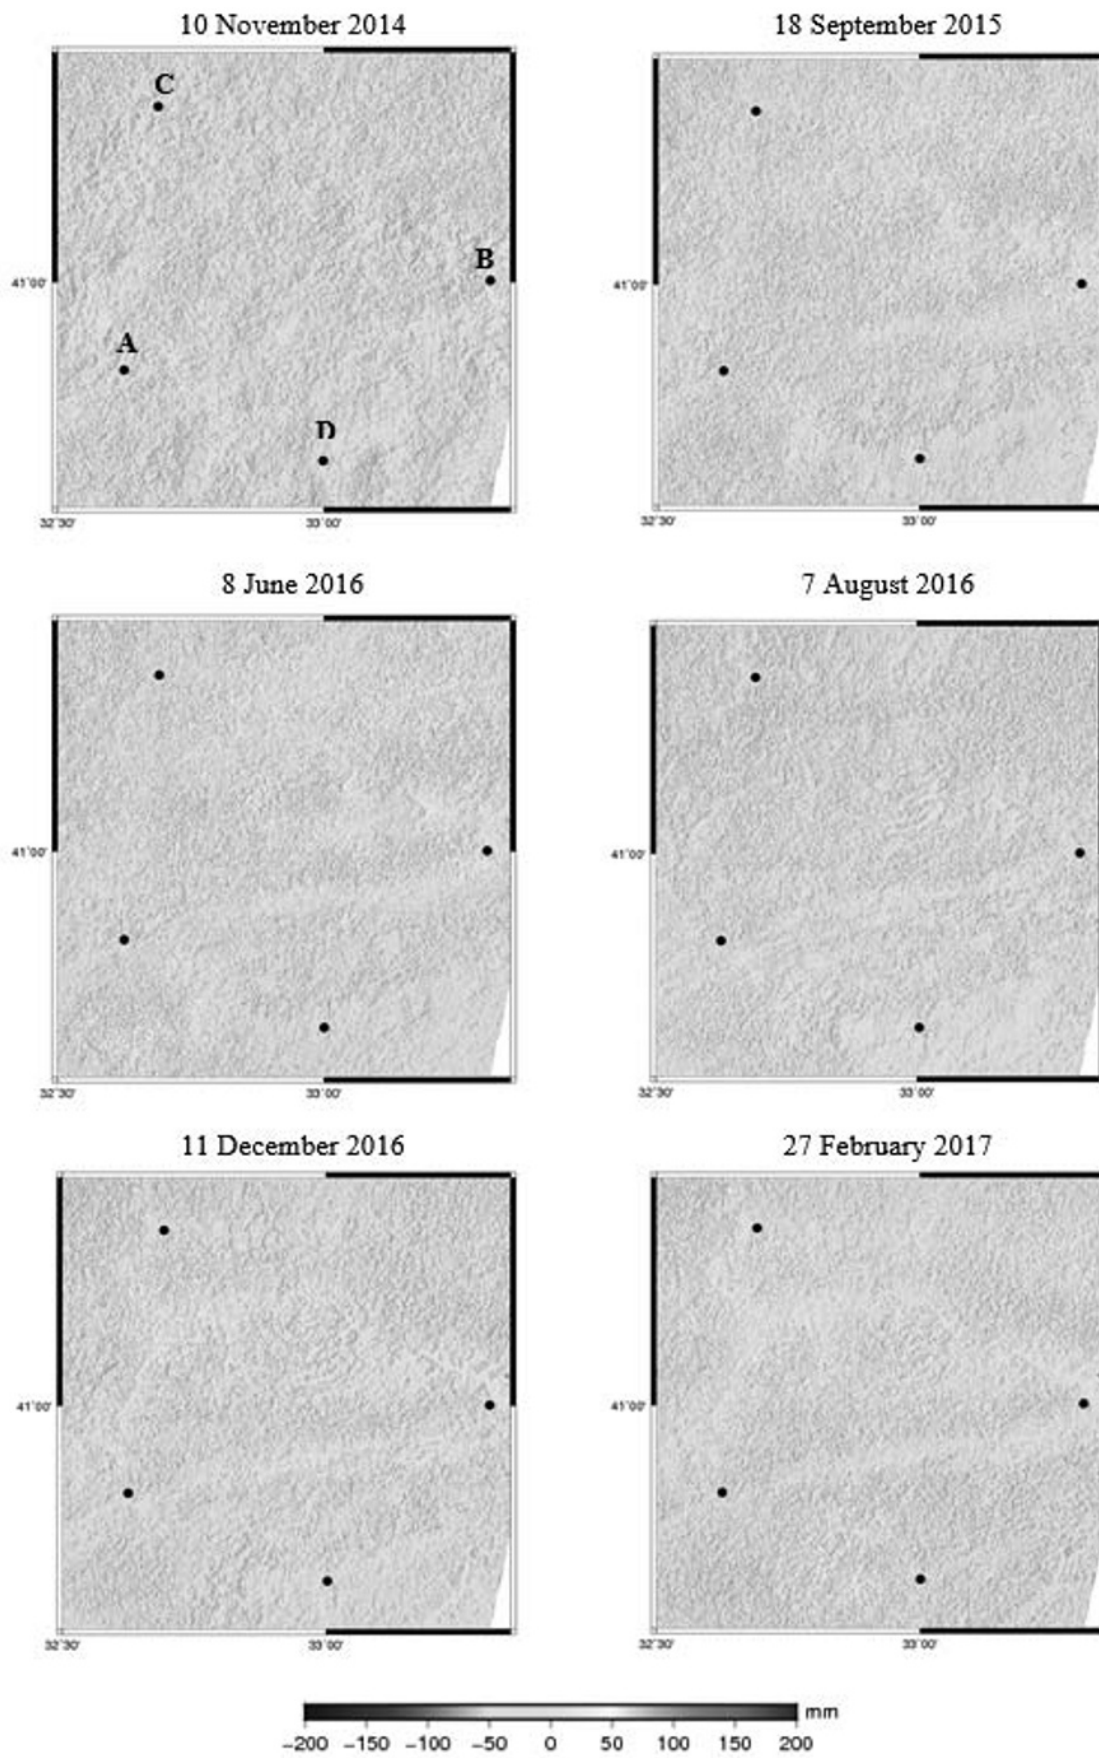 10 November 2014
18 September 2015
C
B
41°00'
41°00'
A
D
32°30'
33°00'
32°30'
33°00'
8 June 2016
7 August 2016
41°00'
41°00'
32°30'
33°00'
32°30'
33°00'
11 December 2016
27 February 2017
41°00'
41°00'
32°30'
33°00'
32°30'
33°00'
mm
−200 −150 −100 −50 0 50 100 150 200